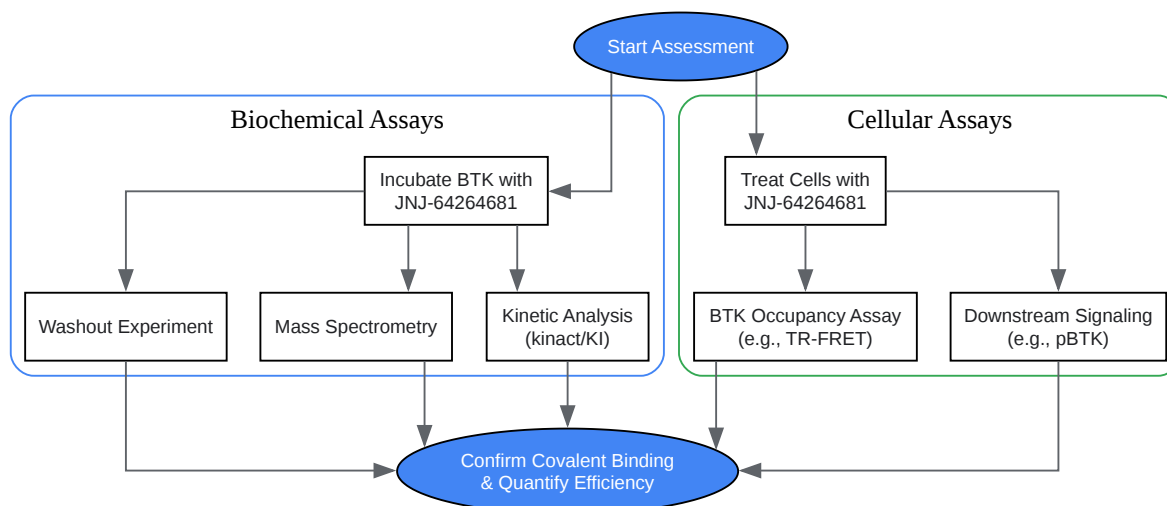 Start Assessment
Biochemical Assays
Cellular Assays
Incubate BTK with
JNJ-64264681
Treat Cells with
JNJ-64264681
Washout Experiment
Mass Spectrometry
Kinetic Analysis
(kinact/KI)
BTK Occupancy Assay
(e.g., TR-FRET)
Downstream Signaling
(e.g., pBTK)
Confirm Covalent Binding
& Quantify Efficiency